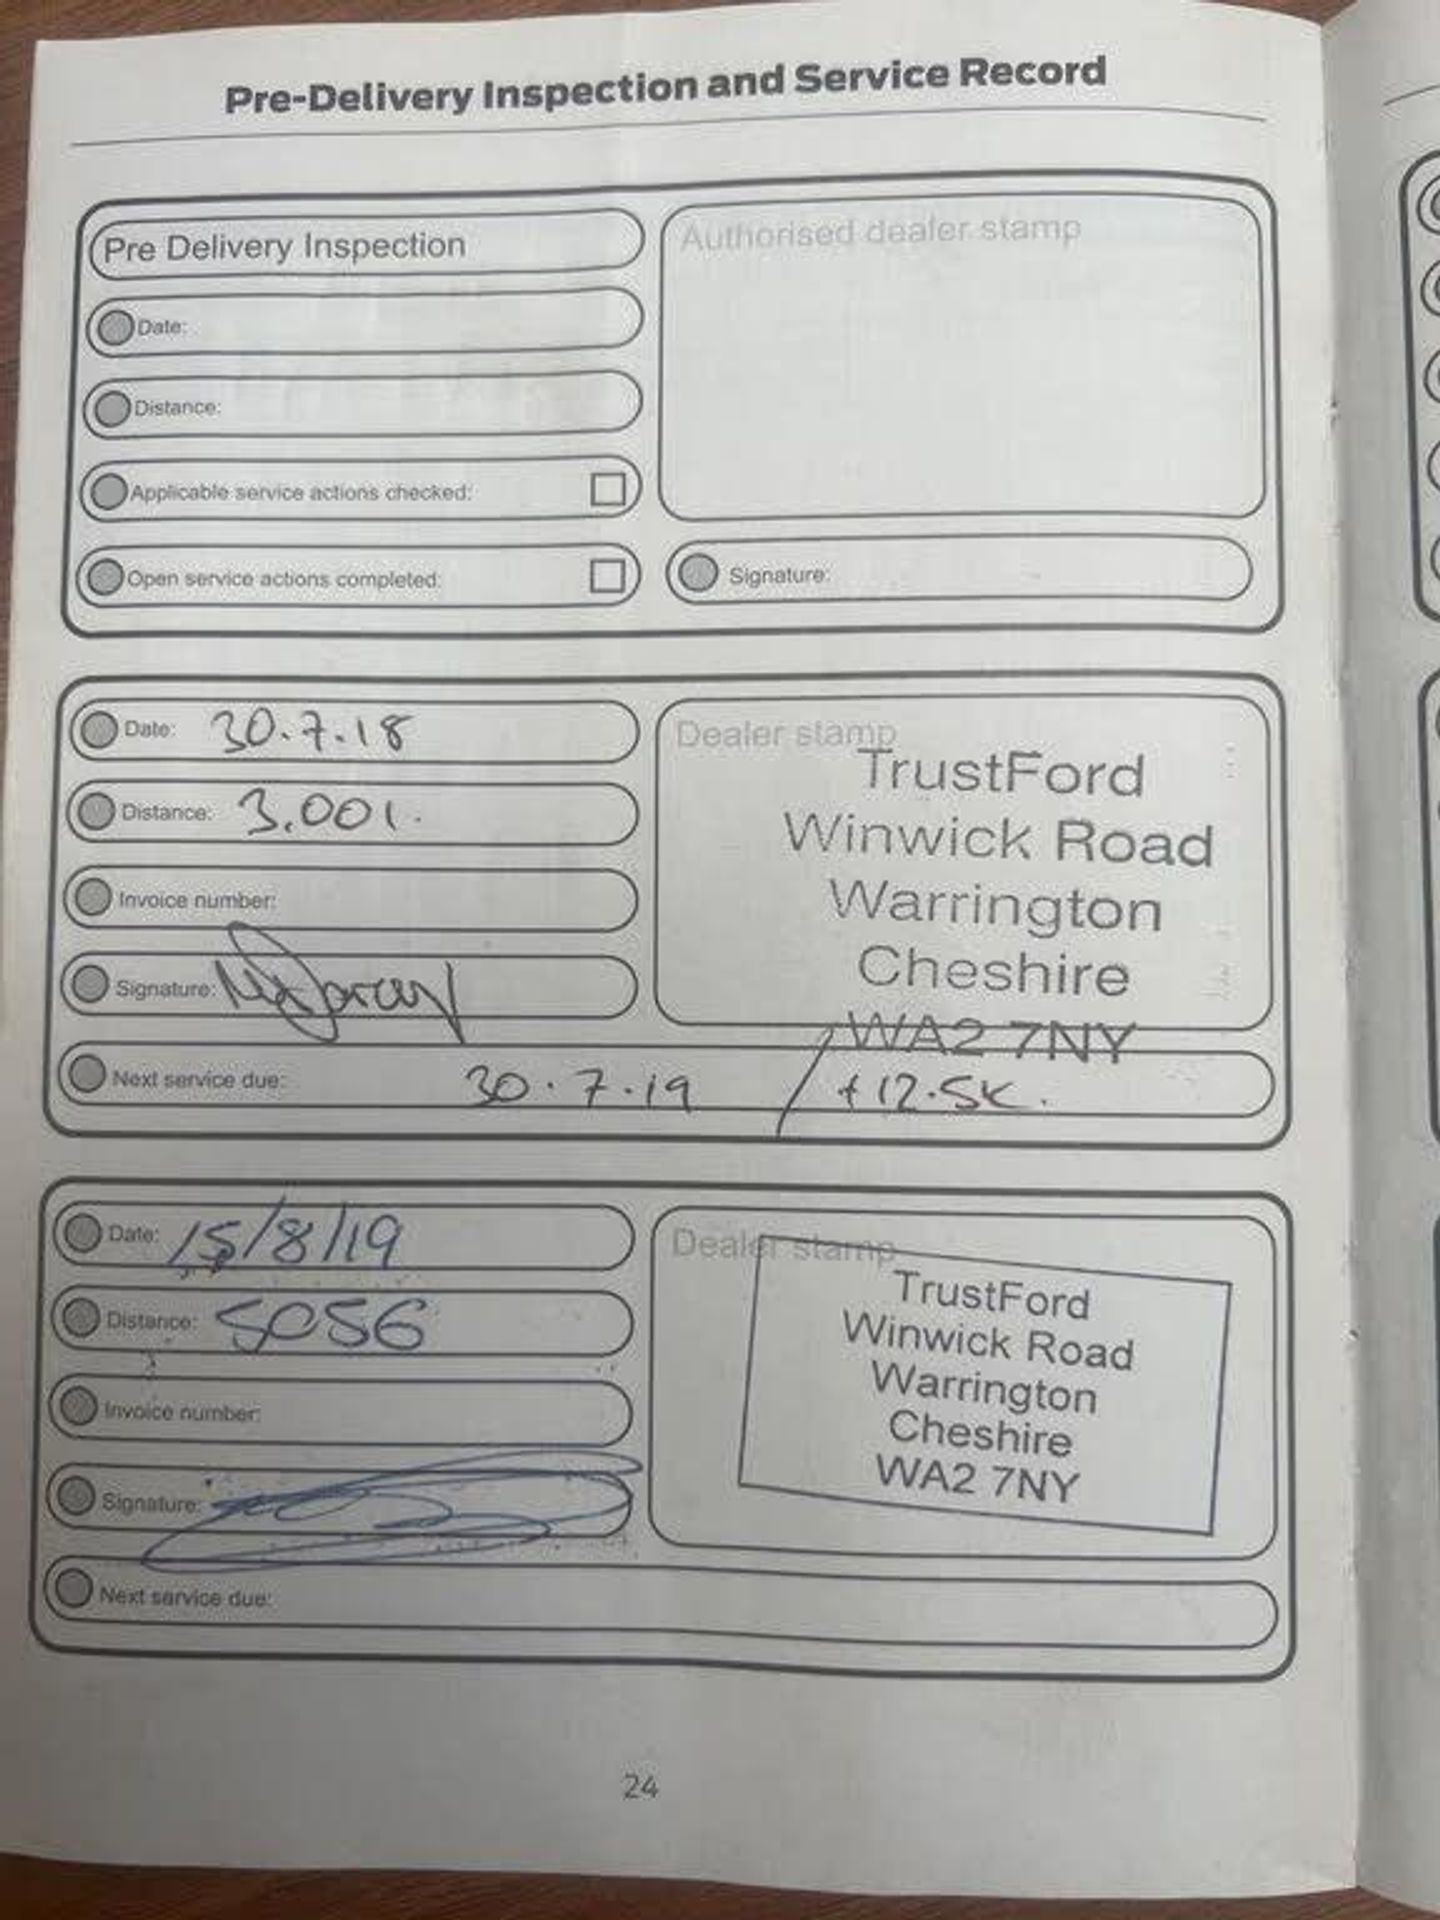 Pre-Delivery Inspection and Service Record
Pre Delivery Inspection
Authorised dealer stamp
Date:
Distance:
Applicable service actions checked:
Open service actions completed:
Signature:
Date: 30.7.18
Dealer stamp
TrustFord
Winwick Road
Warrington
Cheshire
WA2 7NY
Distance: 3,001.
Invoice number:
Signature:
Next service due: 30.7.19 / +12.5K.
Date: 15/8/19
Dealer stamp
TrustFord
Winwick Road
Warrington
Cheshire
WA2 7NY
Distance: 5056
Invoice number:
Signature:
Next service due:
24